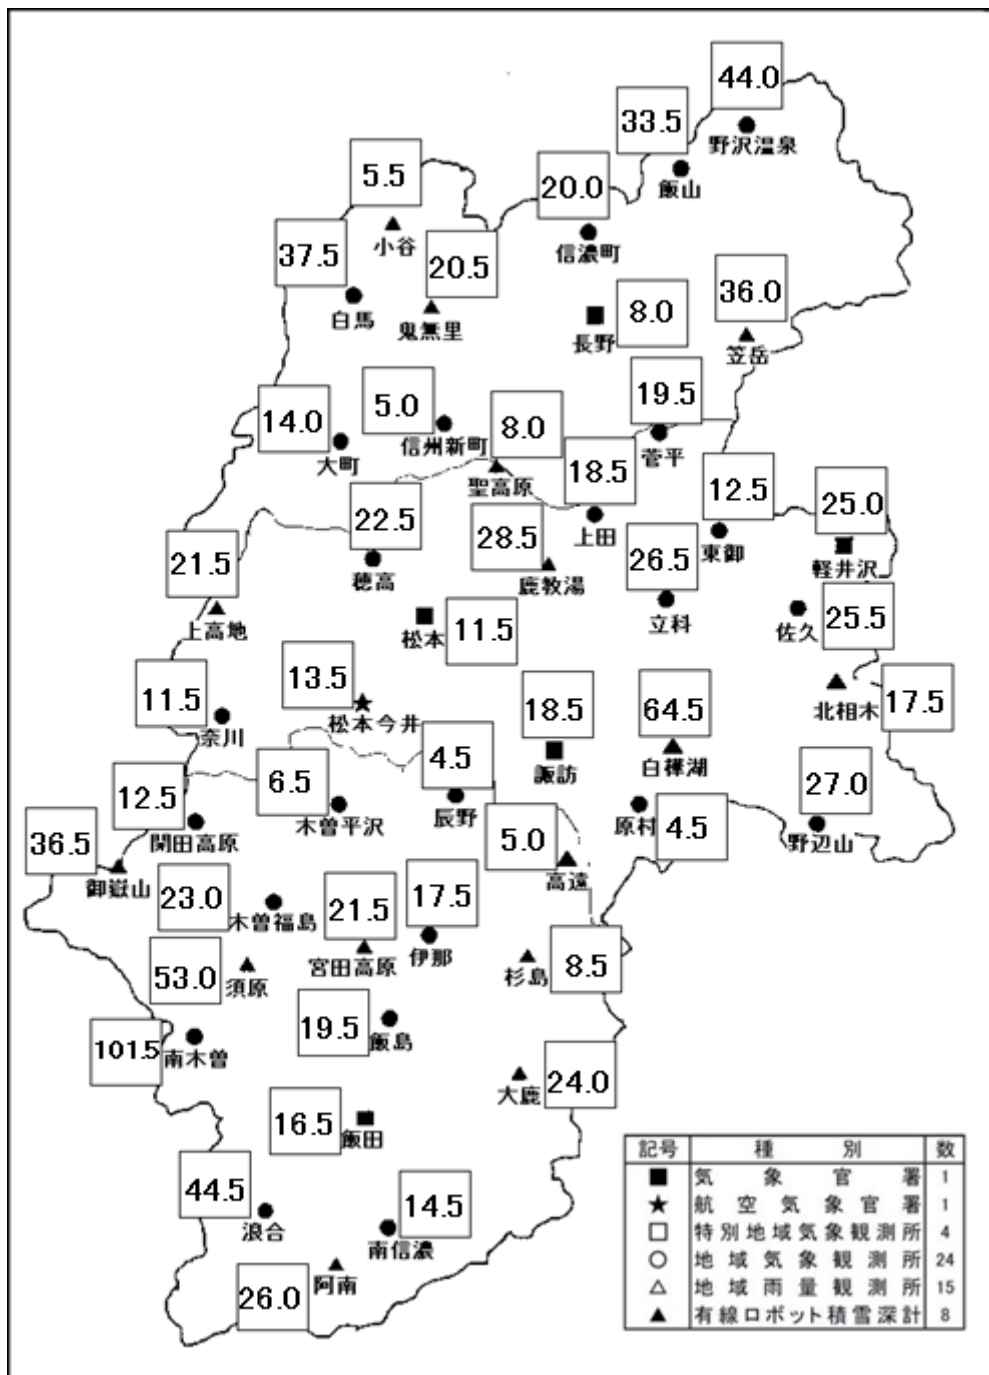 44.0
野沢温泉
33.5
飯山
5.5
小谷
20.0
信濃町
37.5
白馬
20.5
鬼無里
8.0
長野
36.0
笠岳
14.0
大町
5.0
信州新町
8.0
聖高原
19.5
菅平
18.5
上田
12.5
東御
25.0
軽井沢
22.5
穂高
28.5
鹿教湯
26.5
立科
21.5
上高地
11.5
松本
佐久
25.5
11.5
奈川
13.5
松本今井
18.5
諏訪
64.5
白樺湖
北相木
17.5
12.5
開田高原
6.5
木曽平沢
4.5
辰野
原村
4.5
27.0
野辺山
36.5
御嶽山
5.0
高遠
23.0
木曽福島
21.5
宮田高原
17.5
伊那
53.0
須原
杉島
8.5
101.5
南木曽
19.5
飯島
大鹿
24.0
16.5
飯田
44.5
浪合
14.5
南信濃
26.0
阿南
記号 種別 数
■ 気象官署 1
★ 航空気象官署 1
□ 特別地域気象観測所 4
○ 地域気象観測所 24
△ 地域雨量観測所 15
▲ 有線ロボット積雪深計 8